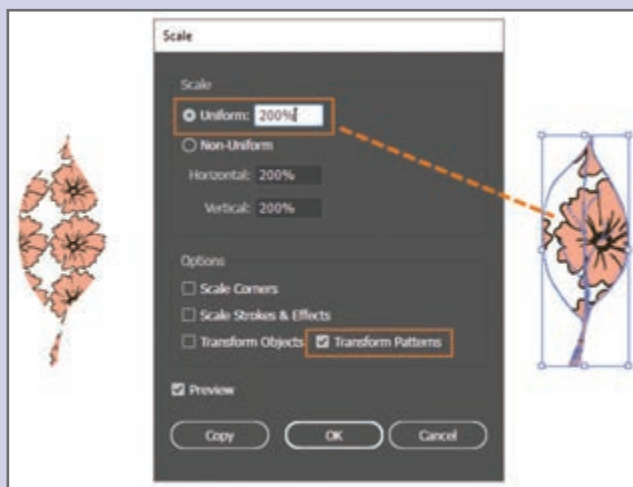 Scale
Scale
Uniform: 200%
Non-Uniform
Horizontal: 200%
Vertical: 200%
Options
Scale Corners
Scale Strokes & Effects
Transform Objects Transform Patterns
Preview
Copy OK Cancel